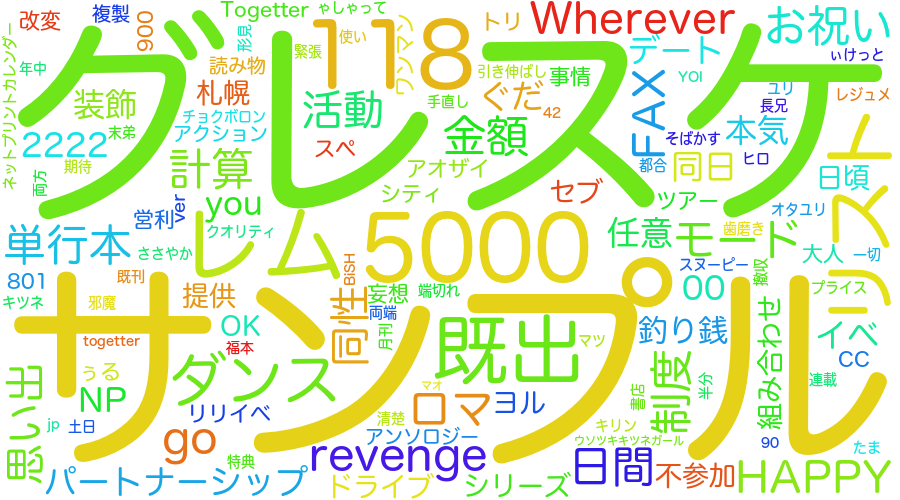 改変
複製
900
Together
ゃしゃって
118
ワンマン
トリ
Wherever
お祝い
ネットプリントカレンダー
年中
グレスケ
読み物
形見
緊張
使い
引き伸ばし
事情
デート
ぃけっと
YOI
ユリ
レジュメ
装飾
札幌
チョクボロン
アクション
活動
手直し
ぐだ
42
FAX
長兄
末弟
2222
期待
計算
スペ
金額
そばかす
本気
ヒロ
両方
アオザイ
都合
同日
日頃
リスト
you
シティ
セブ
ツアー
オタユリ
営利
ver
クオリティ
レム
5000
任意
モード
歯磨き
単行本
ささやか
大人
一切
スヌーピー
撤収
801
既刊
BiSH
妄想
端切れ
00
プライス
キツネ
邪魔
提供
同性
両端
サンプル
OK
月刊
既出
マツ
釣り銭
組み合わせ
イベ
togetter
福本
CC
うる
ダンス
制度
書店
半分
連載
思い出
NP
マオ
ロマ
ヨル
jp
土日
リリイベ
清楚
キリン
go
アンソロジー
ウソツキキツネガール
90
たま
特典
revenge
日間
不参加
HAPPY
パートナーシップ
ドライブ
シリーズ